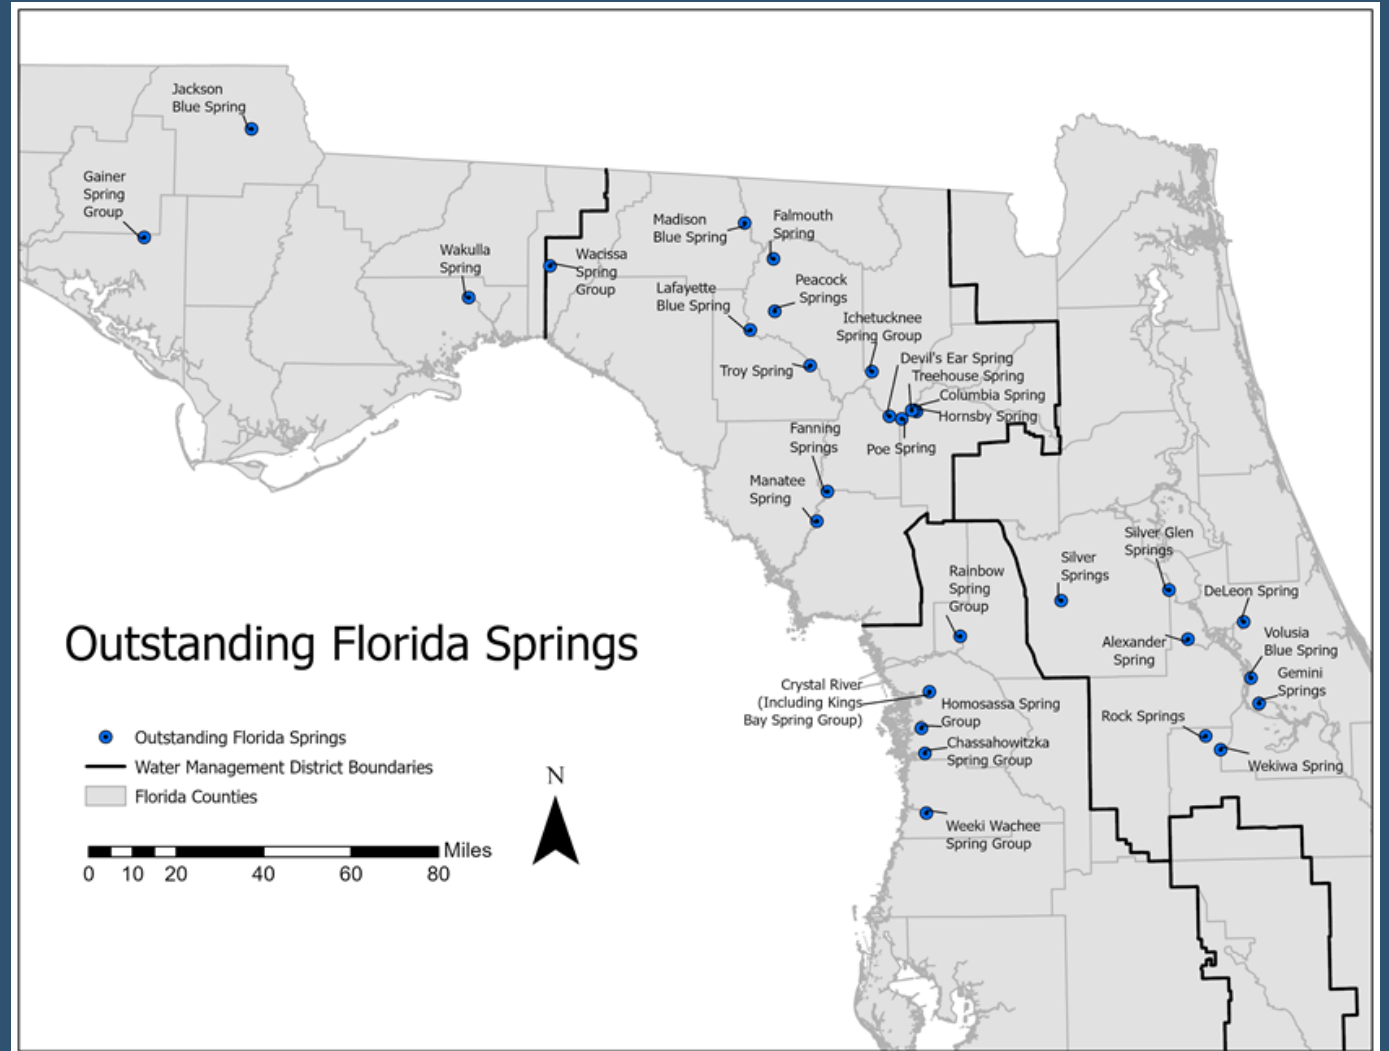 Jackson
Blue Spring
Gainer
Spring
Group
Wakulla
Spring
Wacissa
Spring
Group
Madison
Blue Spring
Falmouth
Spring
Lafayette
Blue Spring
Peacock
Springs
Ichetucknee
Spring Group
Troy Spring
Devil's Ear Spring
Treehouse Spring
Columbia Spring
Hornsby Spring
Poe Spring
Fanning
Springs
Manatee
Spring
Rainbow
Spring
Group
Silver
Springs
Silver Glen
Springs
DeLeon Spring
Alexander
Spring
Volusia
Blue Spring
Gemini
Springs
Rock Springs
Wekiwa Spring
Crystal River
(Including Kings
Bay Spring Group)
Homosassa Spring
Group
Chassahowitzka
Spring Group
Weeki Wachee
Spring Group
Outstanding Florida Springs
Outstanding Florida Springs
Water Management District Boundaries
Florida Counties
N
Miles
0 10 20 40 60 80